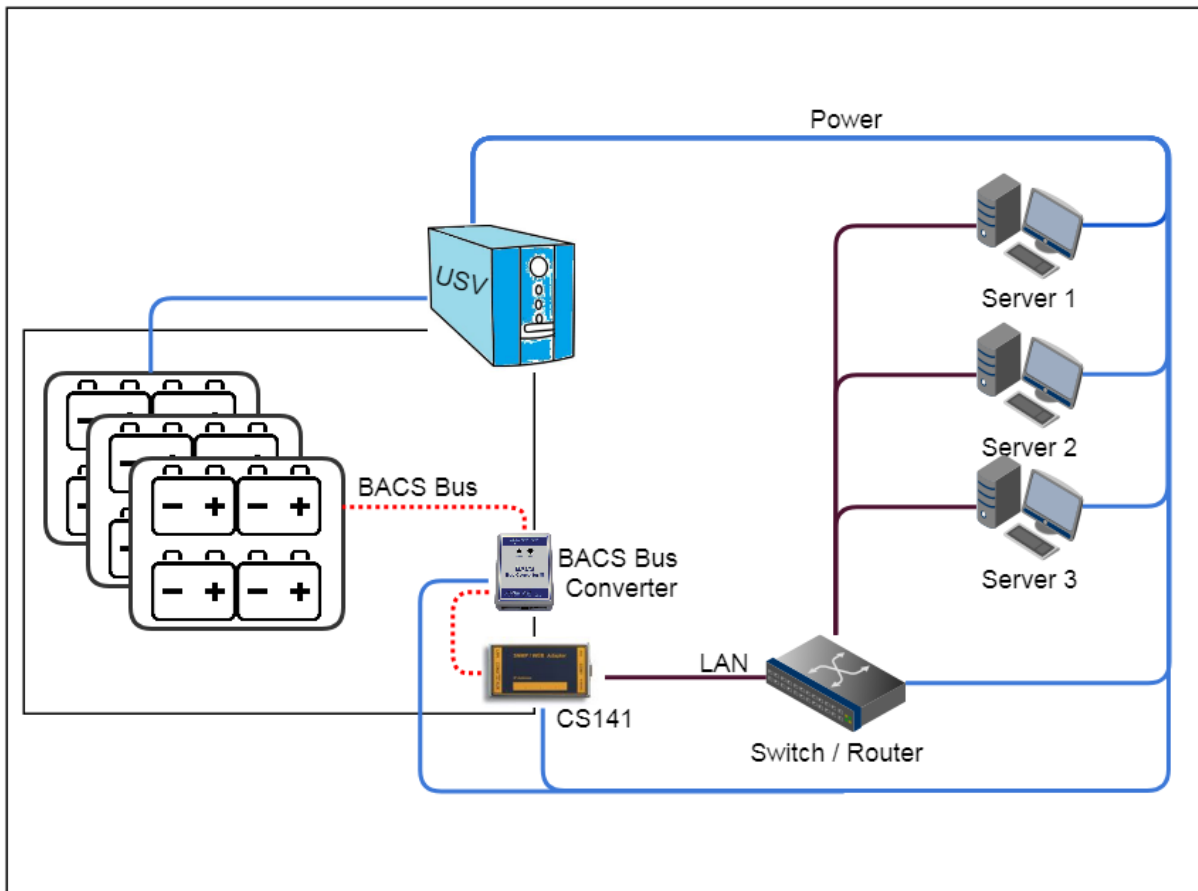 Power
USV
Server 1
Server 2
BACS Bus
BACS Bus
Converter
Server 3
LAN
CS141
Switch / Router